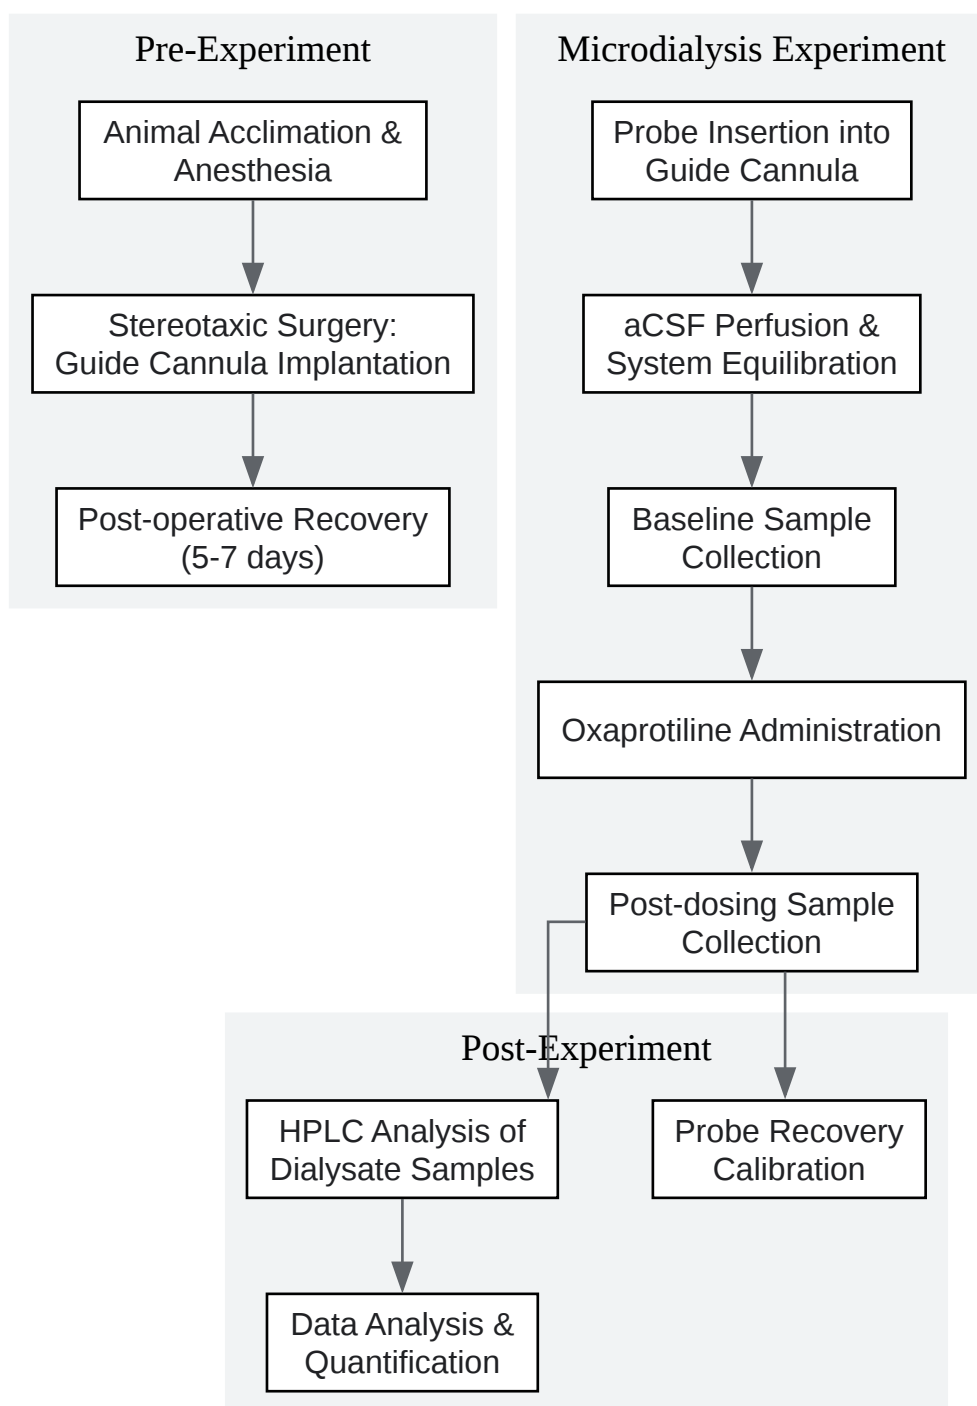 Pre-Experiment
Animal Acclimation &
Anesthesia
Stereotaxic Surgery:
Guide Cannula Implantation
Post-operative Recovery
(5-7 days)
Microdialysis Experiment
Probe Insertion into
Guide Cannula
aCSF Perfusion &
System Equilibration
Baseline Sample
Collection
Oxaprotiline Administration
Post-dosing Sample
Collection
Post-Experiment
HPLC Analysis of
Dialysate Samples
Probe Recovery
Calibration
Data Analysis &
Quantification